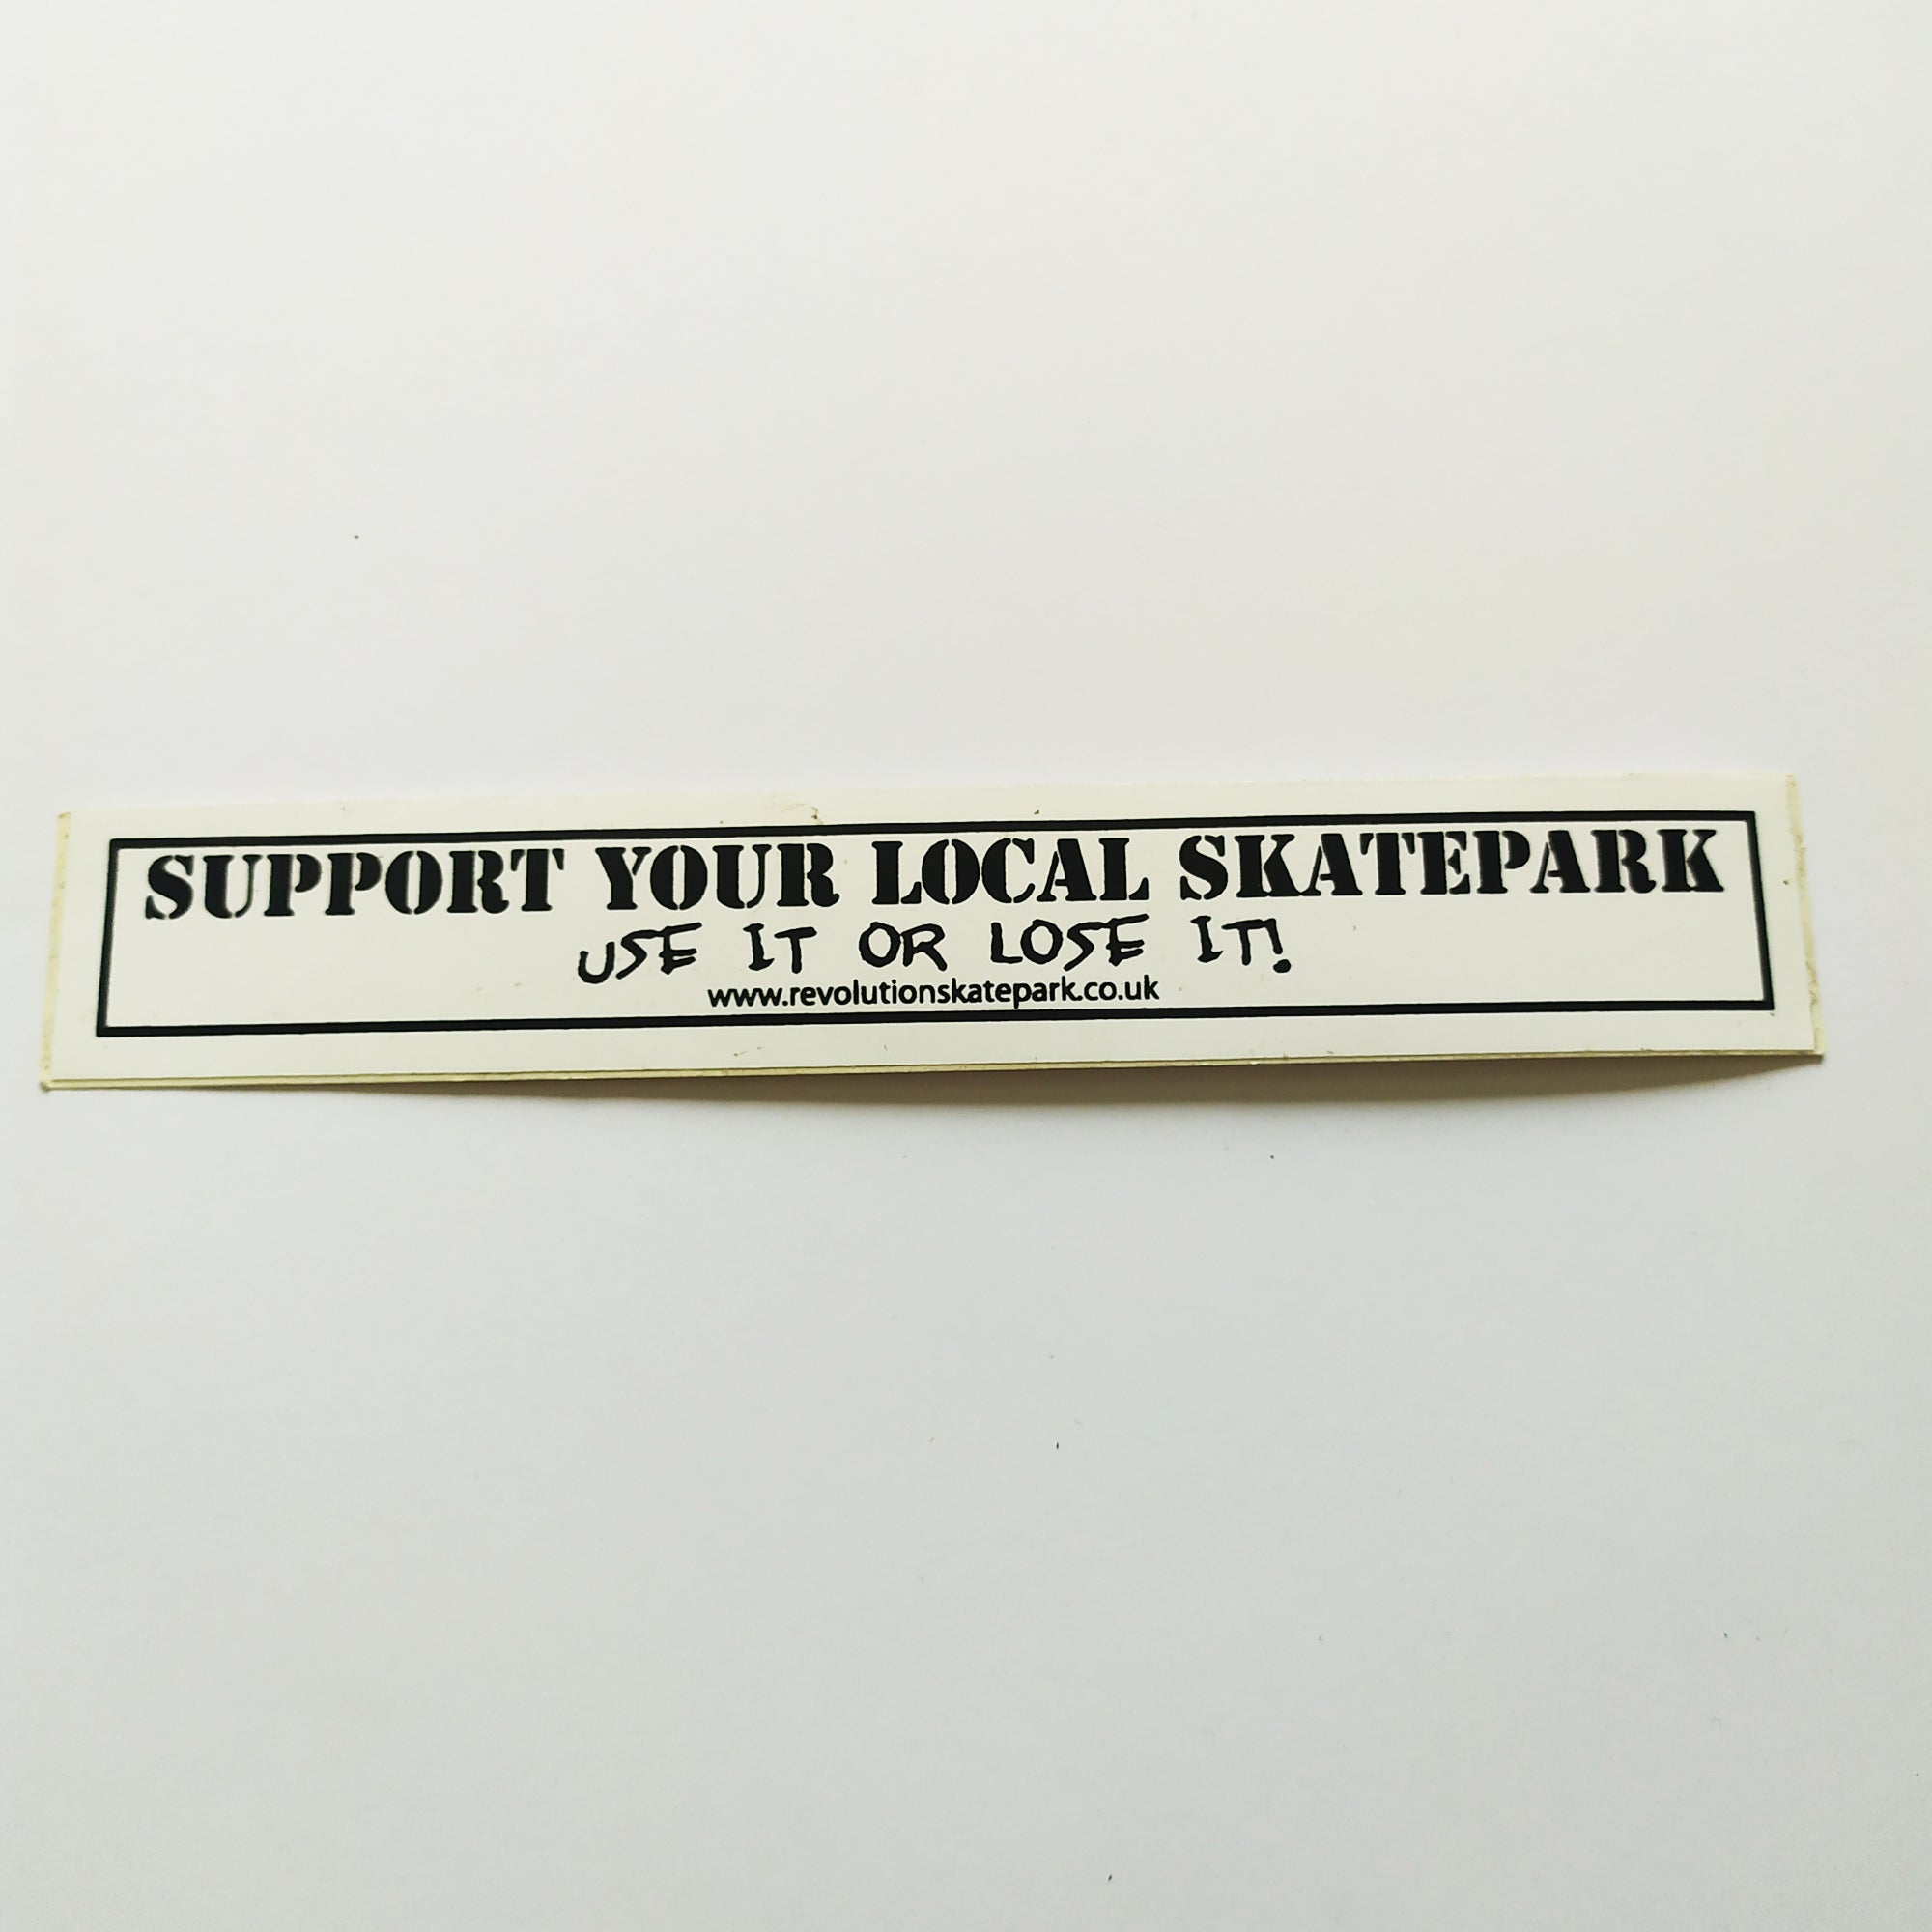 SUPPORT YOUR LOCAL SKATEPARK
USE IT OR LOSE IT!
www.revolutionskatepark.co.uk